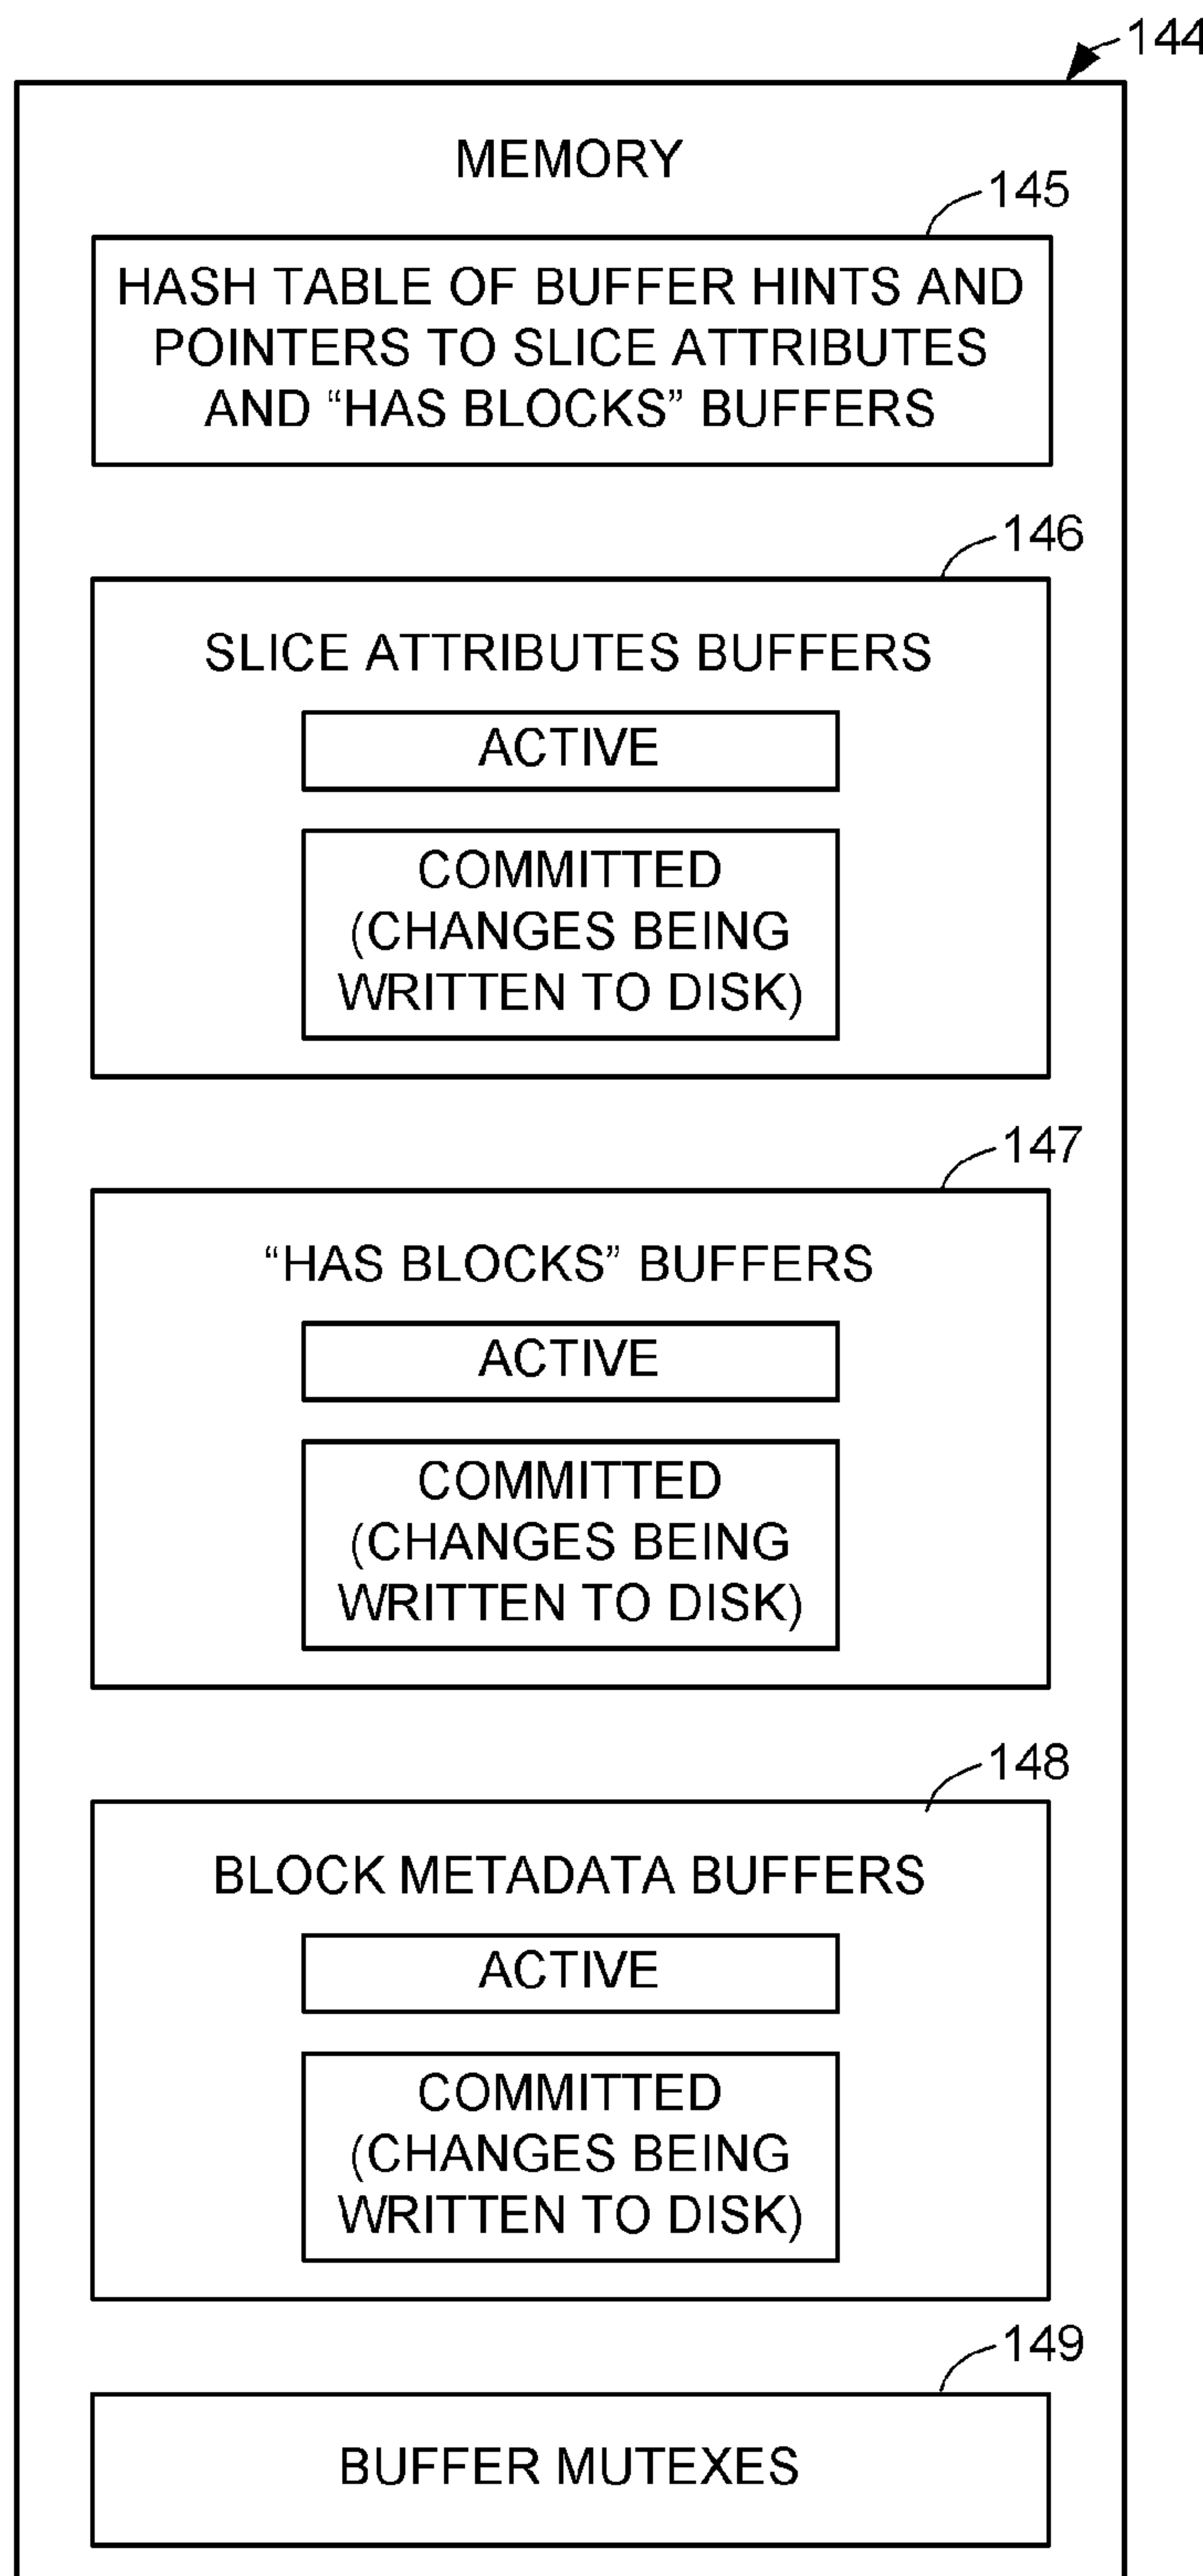 144
MEMORY
145
HASH TABLE OF BUFFER HINTS AND
POINTERS TO SLICE ATTRIBUTES
AND “HAS BLOCKS” BUFFERS
146
SLICE ATTRIBUTES BUFFERS
ACTIVE
COMMITTED
(CHANGES BEING
WRITTEN TO DISK)
147
“HAS BLOCKS” BUFFERS
ACTIVE
COMMITTED
(CHANGES BEING
WRITTEN TO DISK)
148
BLOCK METADATA BUFFERS
ACTIVE
COMMITTED
(CHANGES BEING
WRITTEN TO DISK)
149
BUFFER MUTEXES